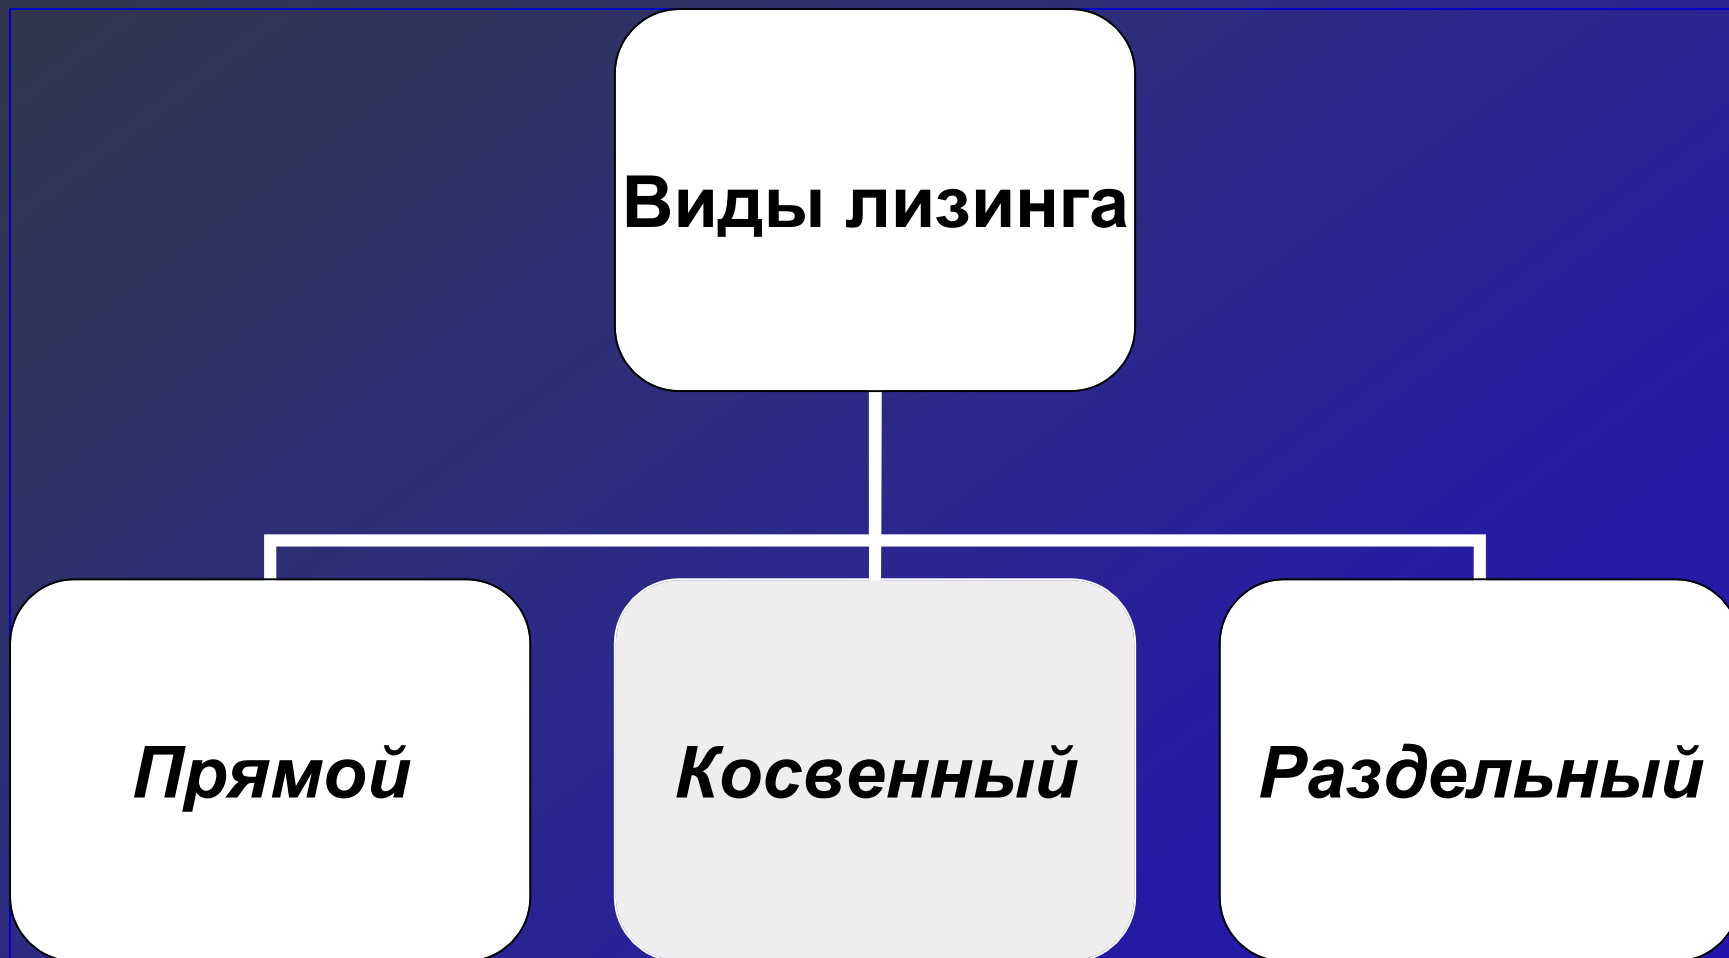 Виды лизинга
Прямой
Косвенный
Раздельный